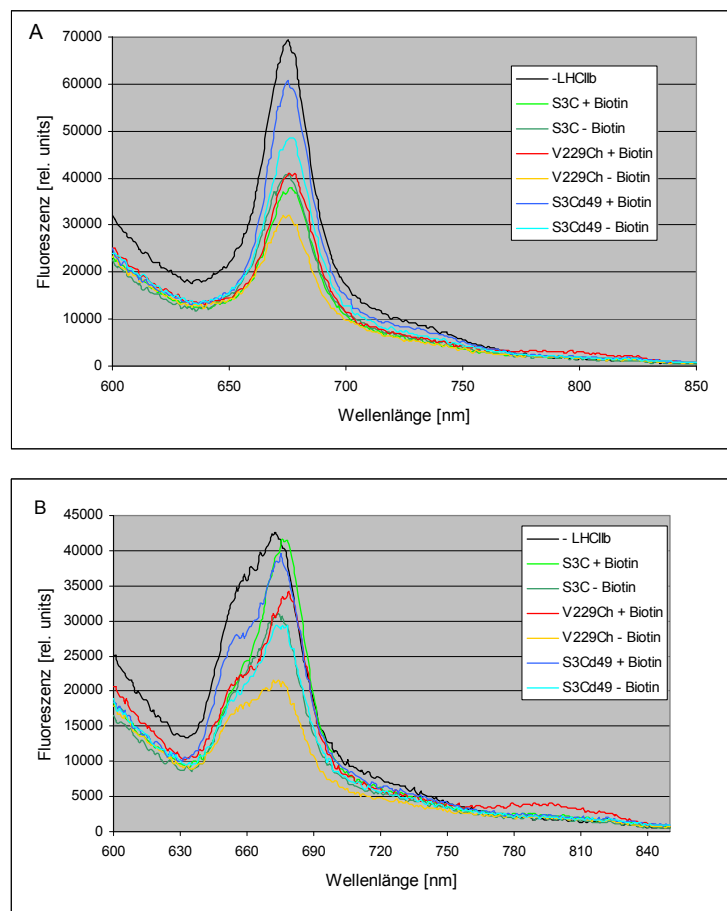 A
70000
60000
50000
40000
30000
20000
10000
0
Fluoreszenz [rel. units]
600
650
700
750
800
850
Wellenlänge [nm]
-LHCIIb
S3C + Biotin
S3C - Biotin
V229Ch + Biotin
V229Ch - Biotin
S3Cd49 + Biotin
S3Cd49 - Biotin
B
45000
40000
35000
30000
25000
20000
15000
10000
5000
0
Fluoreszenz [rel. units]
600
630
660
690
720
750
780
810
840
Wellenlänge [nm]
- LHCIIb
S3C + Biotin
S3C - Biotin
V229Ch + Biotin
V229Ch - Biotin
S3Cd49 + Biotin
S3Cd49 - Biotin